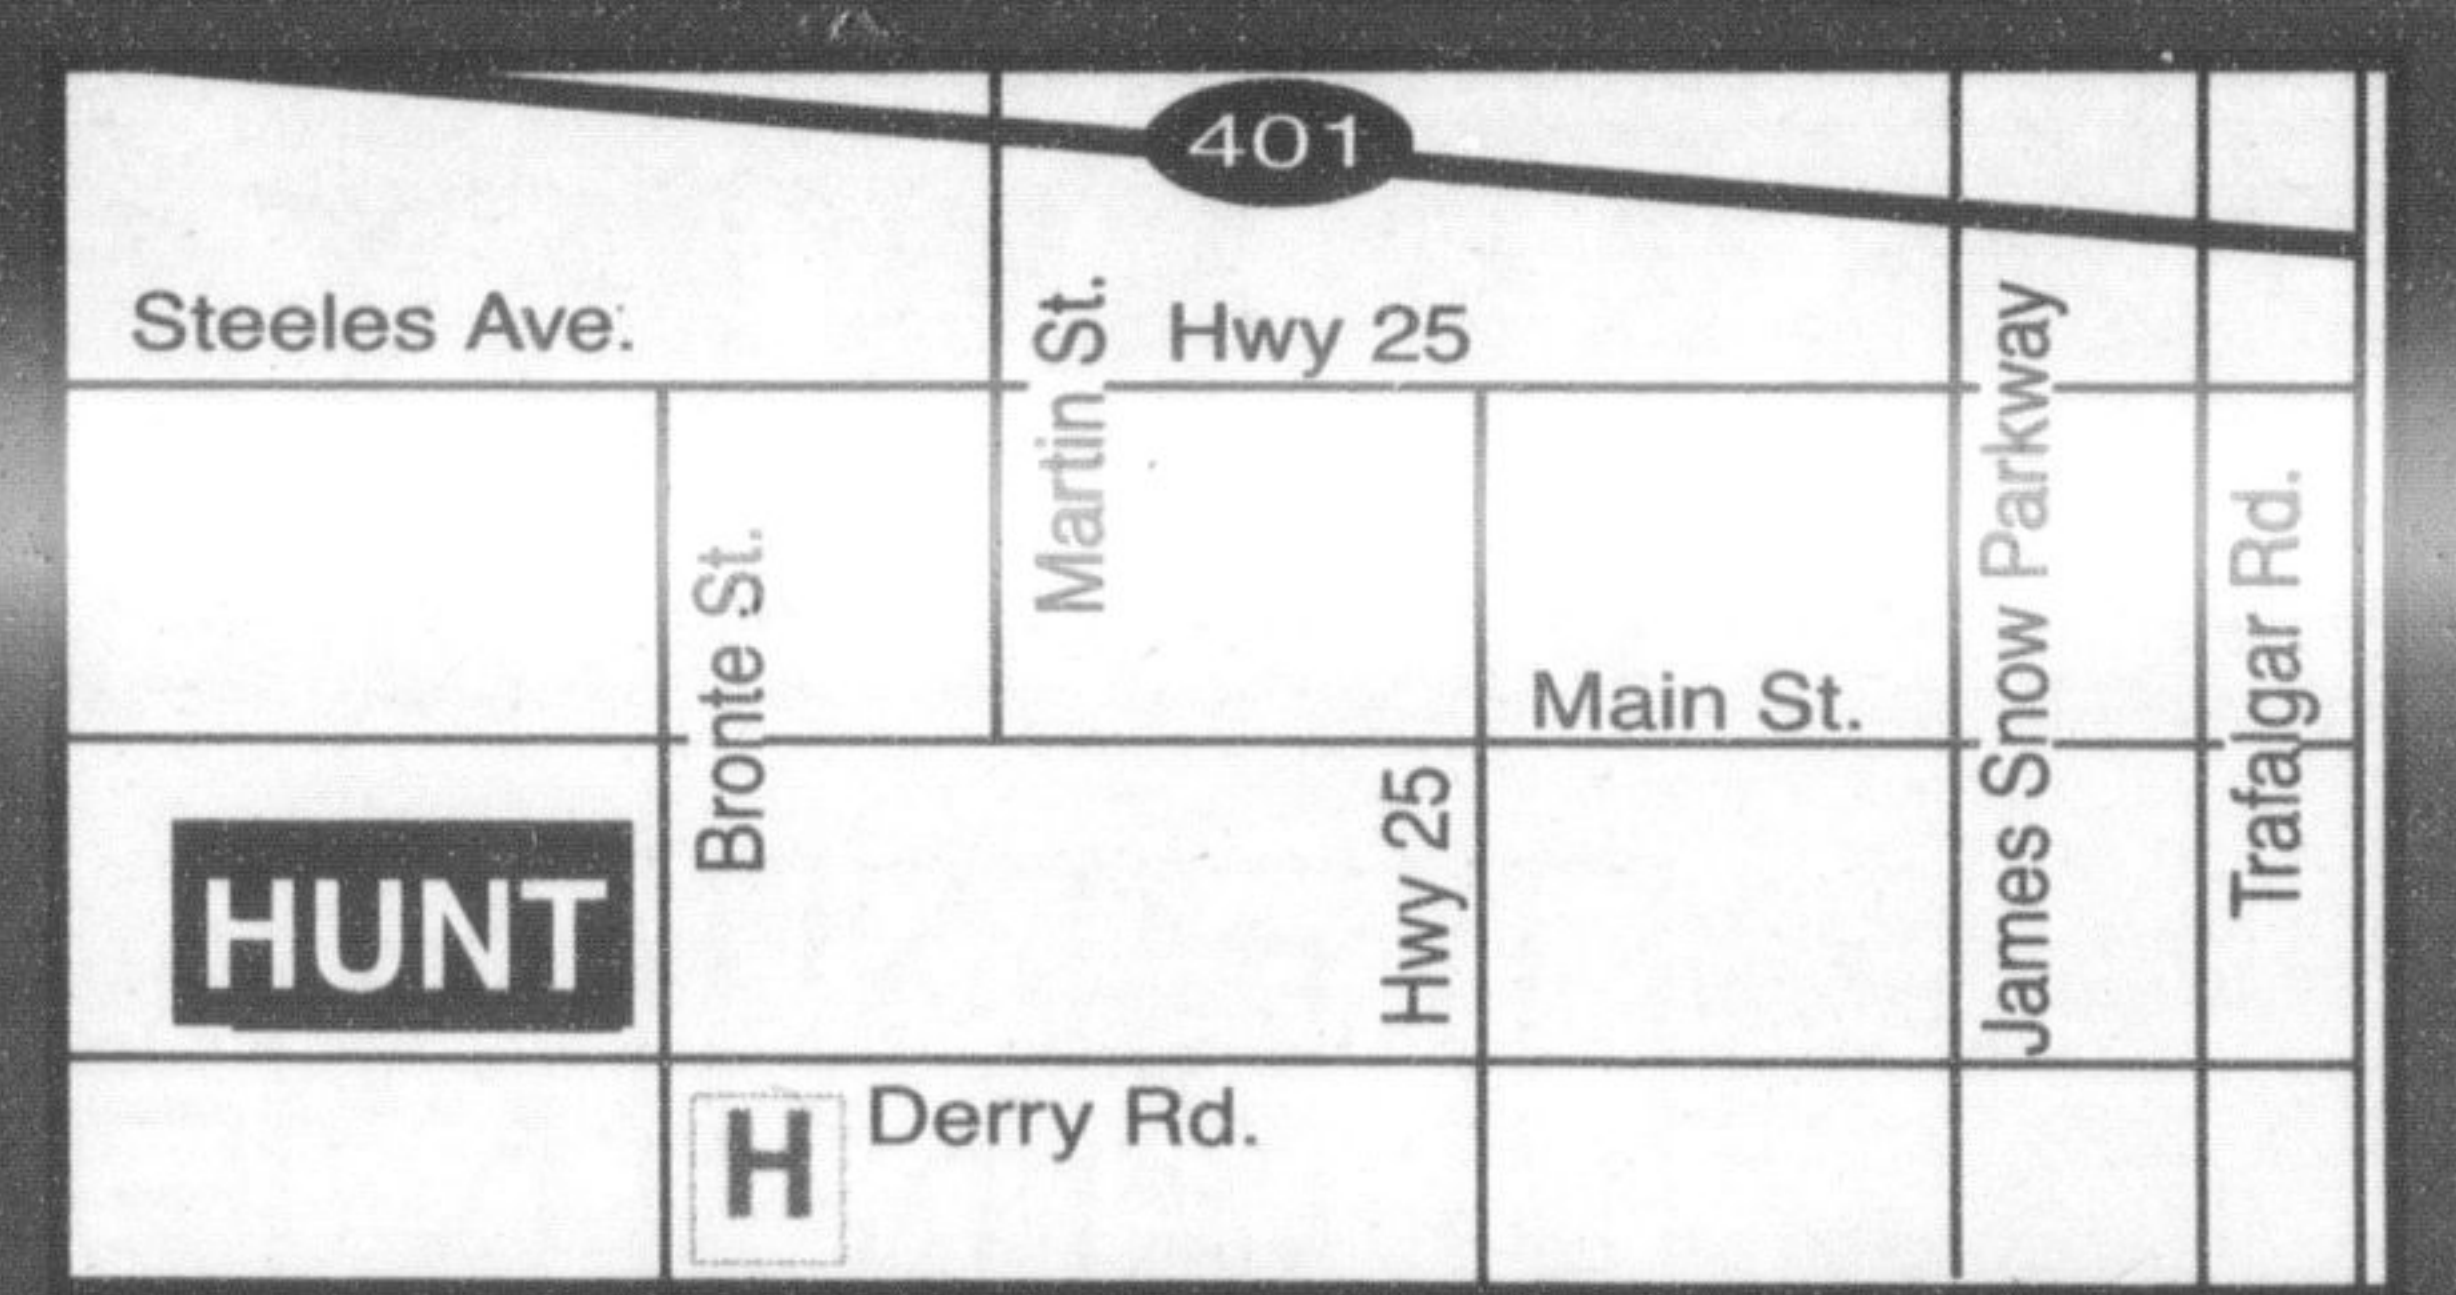 401
Steeles Ave.
Martin St.
Hwy 25
James Snow Parkway
Trafalgar Rd.
Bronte St.
Main St.
Hwy 25
HUNT
H
Derry Rd.